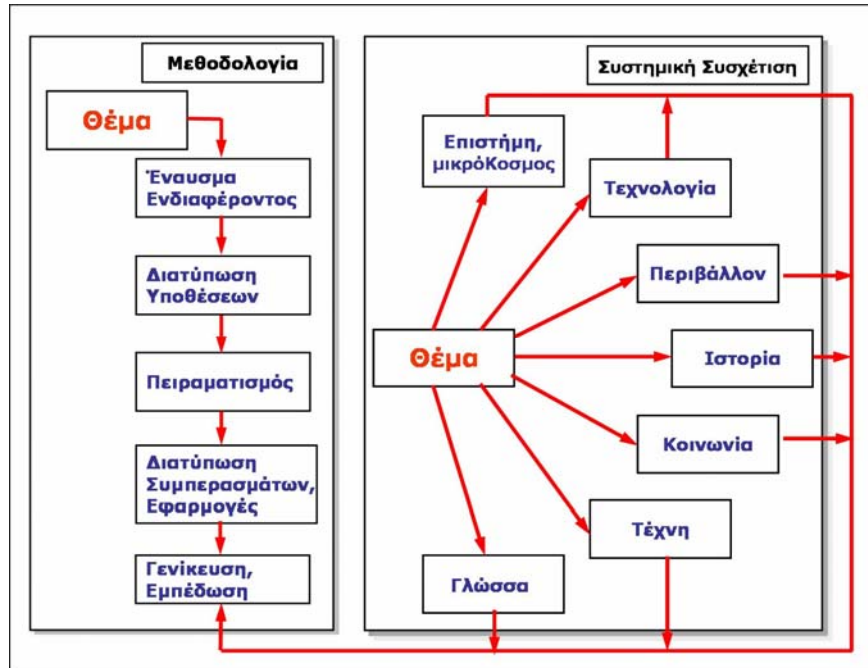 Μεθοδολογία
Θέμα
Έναυσμα
Ενδιαφέροντος
Διατύπωση
Υποθέσεων
Πειραματισμός
Διατύπωση
Συμπερασμάτων,
Εφαρμογές
Γενίκευση,
Εμπέδωση
Συστημική Συσχέτιση
Επιστήμη,
μικρόΚοσμος
Τεχνολογία
Περιβάλλον
Θέμα
Ιστορία
Κοινωνία
Τέχνη
Γλώσσα